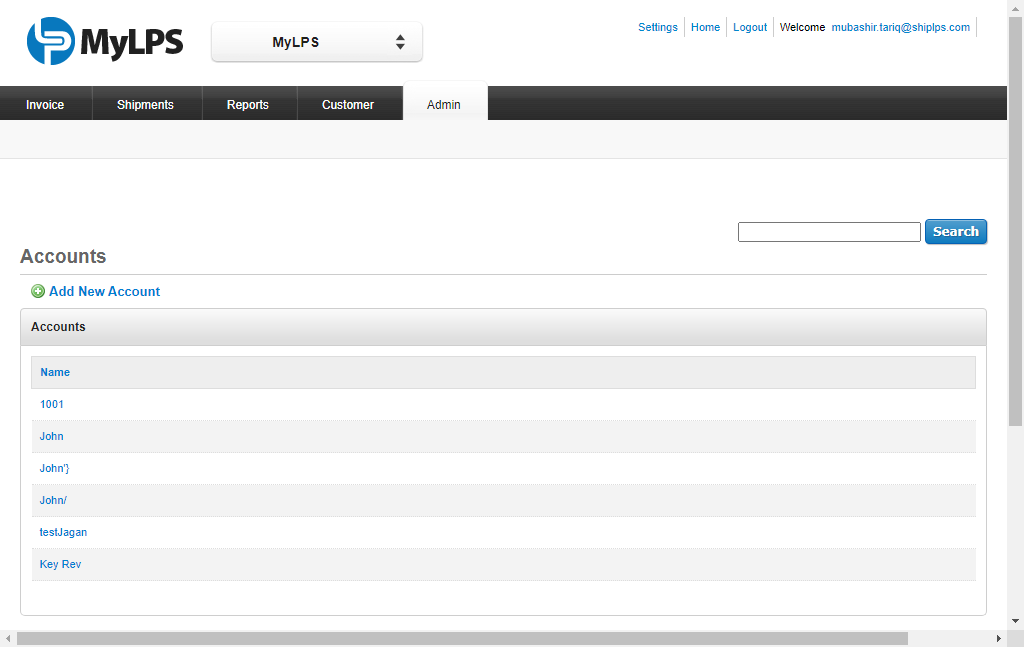 MyLPS
MyLPS
Settings Home Logout Welcome mubashir.tariq@shiplps.com
Invoice Shipments Reports Customer Admin
Search
Accounts
Add New Account
Accounts
Name
1001
John
John'}
John/
testJagan
Key Rev